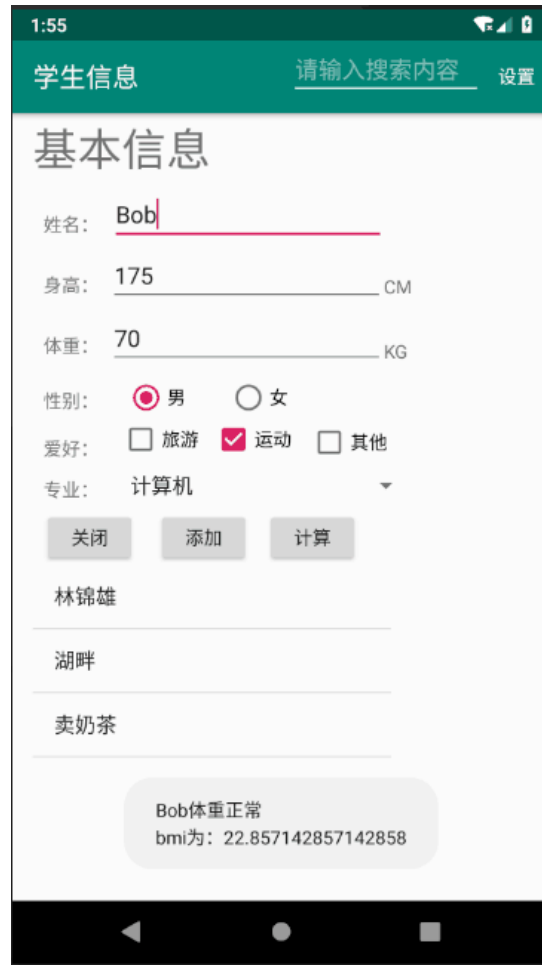 1:55
学生信息 请输入搜索内容 设置
基本信息
姓名: Bob
身高: 175 CM
体重: 70 KG
性别: 男 女
爱好: 旅游 运动 其他
专业: 计算机
关闭 添加 计算
林锦雄
湖畔
卖奶茶
Bob体重正常
bmi为：22.857142857142858